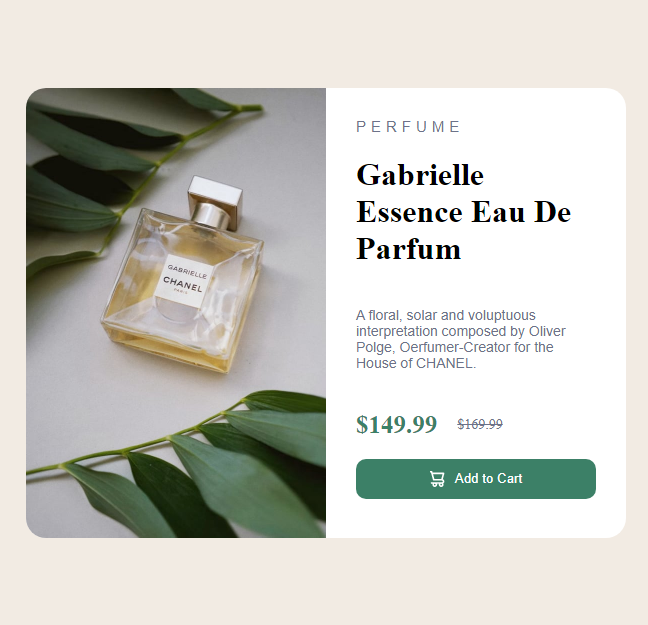 PERFUME
Gabrielle
Essence Eau De
Parfum
A floral, solar and voluptuous
interpretation composed by Oliver
Polge, Oerfumer-Creator for the
House of CHANEL.
$149.99 $169.99
Add to Cart
GABRIELLE
CHANEL
PARIS